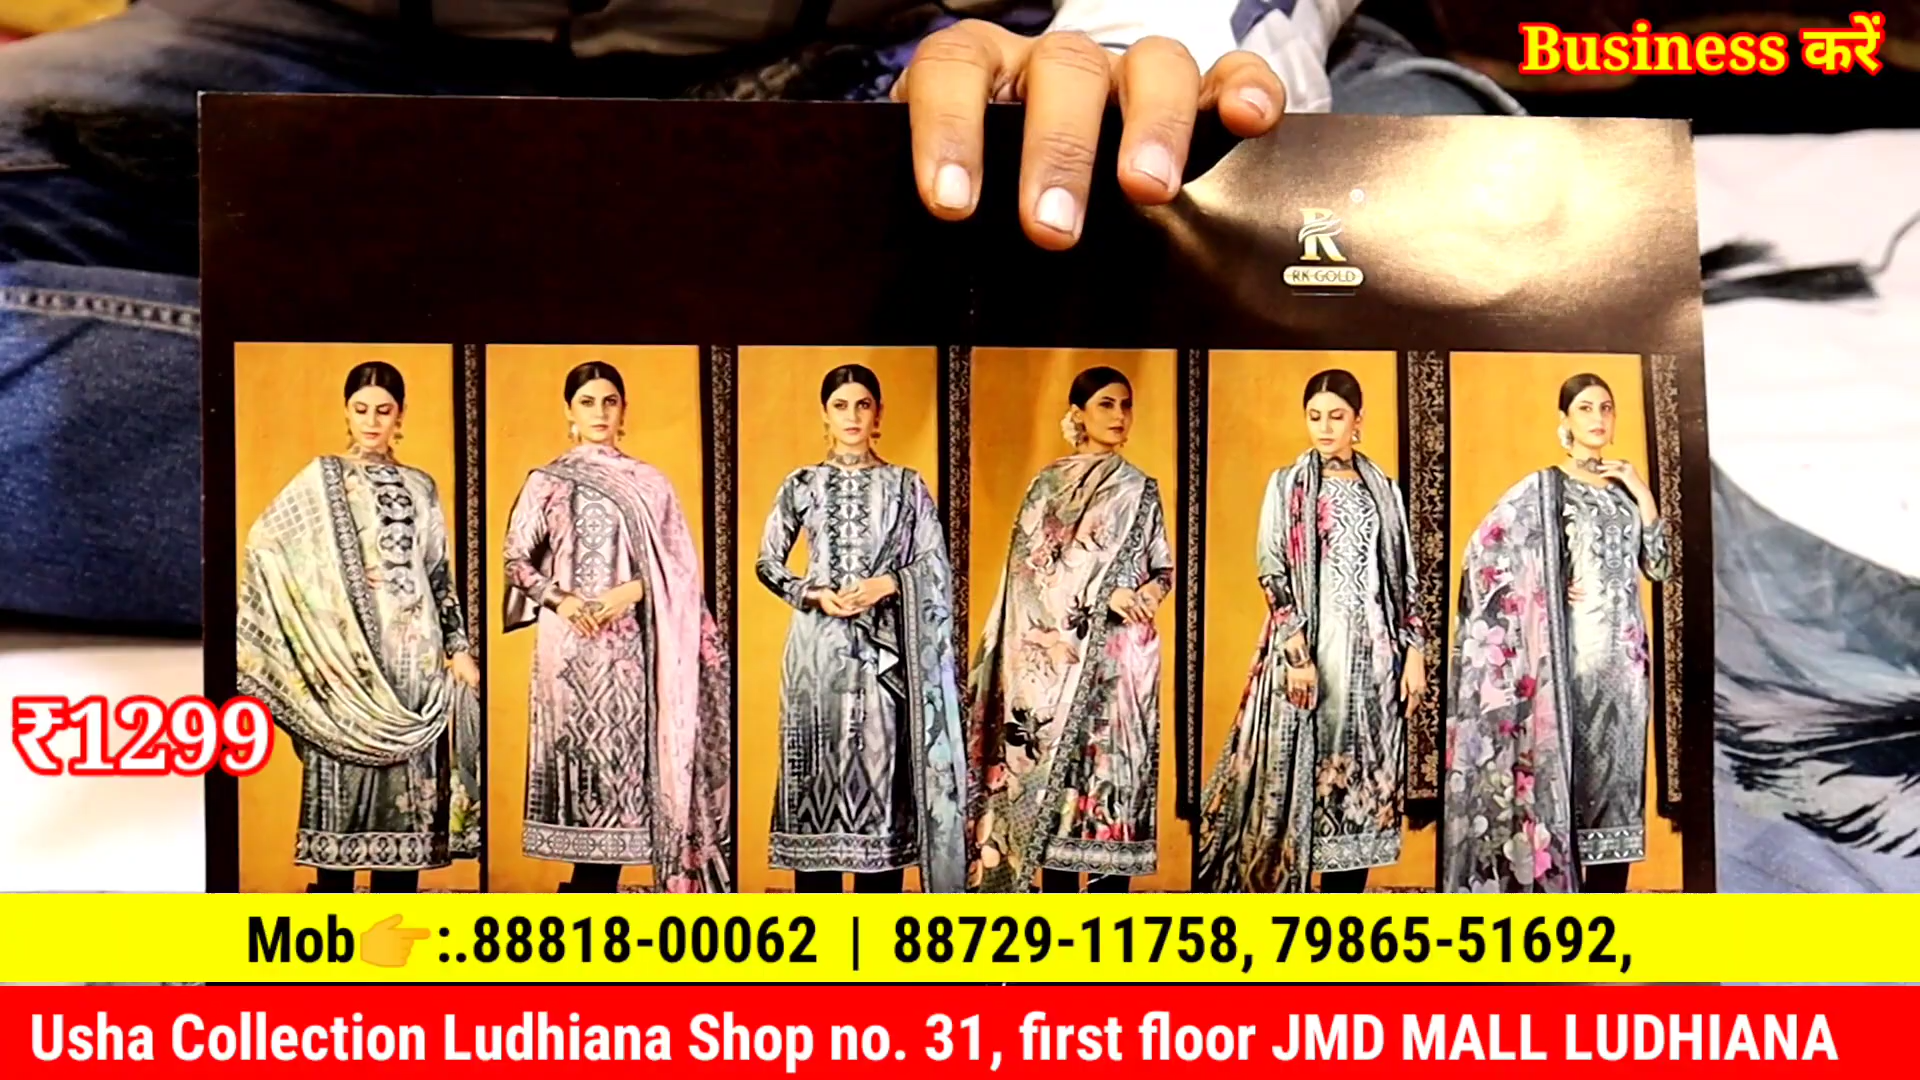 Business करें
R
®
RK GOLD
₹1299
Mob👉:.88818-00062 | 88729-11758, 79865-51692,
Usha Collection Ludhiana Shop no. 31, first floor JMD MALL LUDHIANA